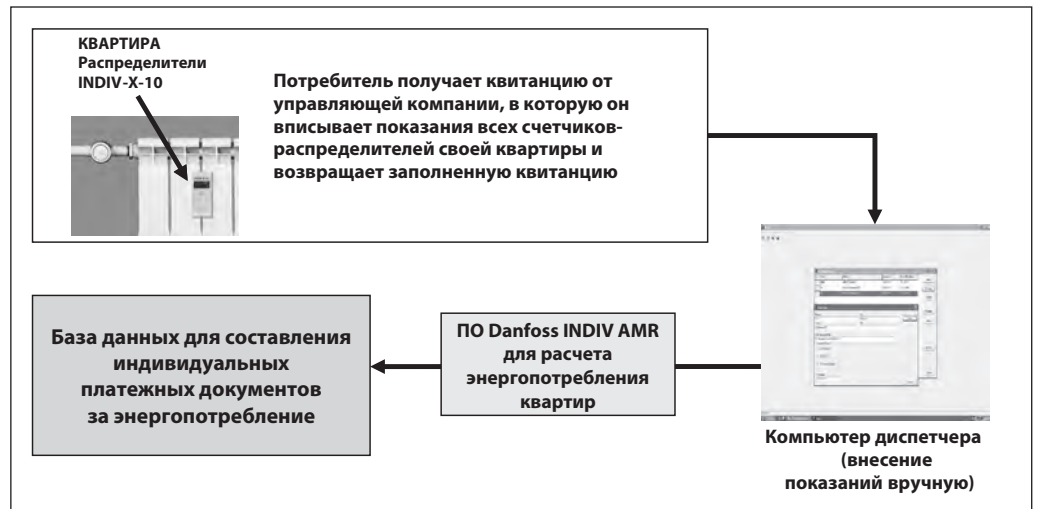 КВАРТИРА
Распределители
INDIV-X-10
Потребитель получает квитанцию от
управляющей компании, в которую он
вписывает показания всех счетчиков-
распределителей своей квартиры и
возвращает заполненную квитанцию
База данных для составления
индивидуальных
платежных документов
за энергопотребление
ПО Danfoss INDIV AMR
для расчета
энергопотребления
квартир
Компьютер диспетчера
(внесение
показаний вручную)